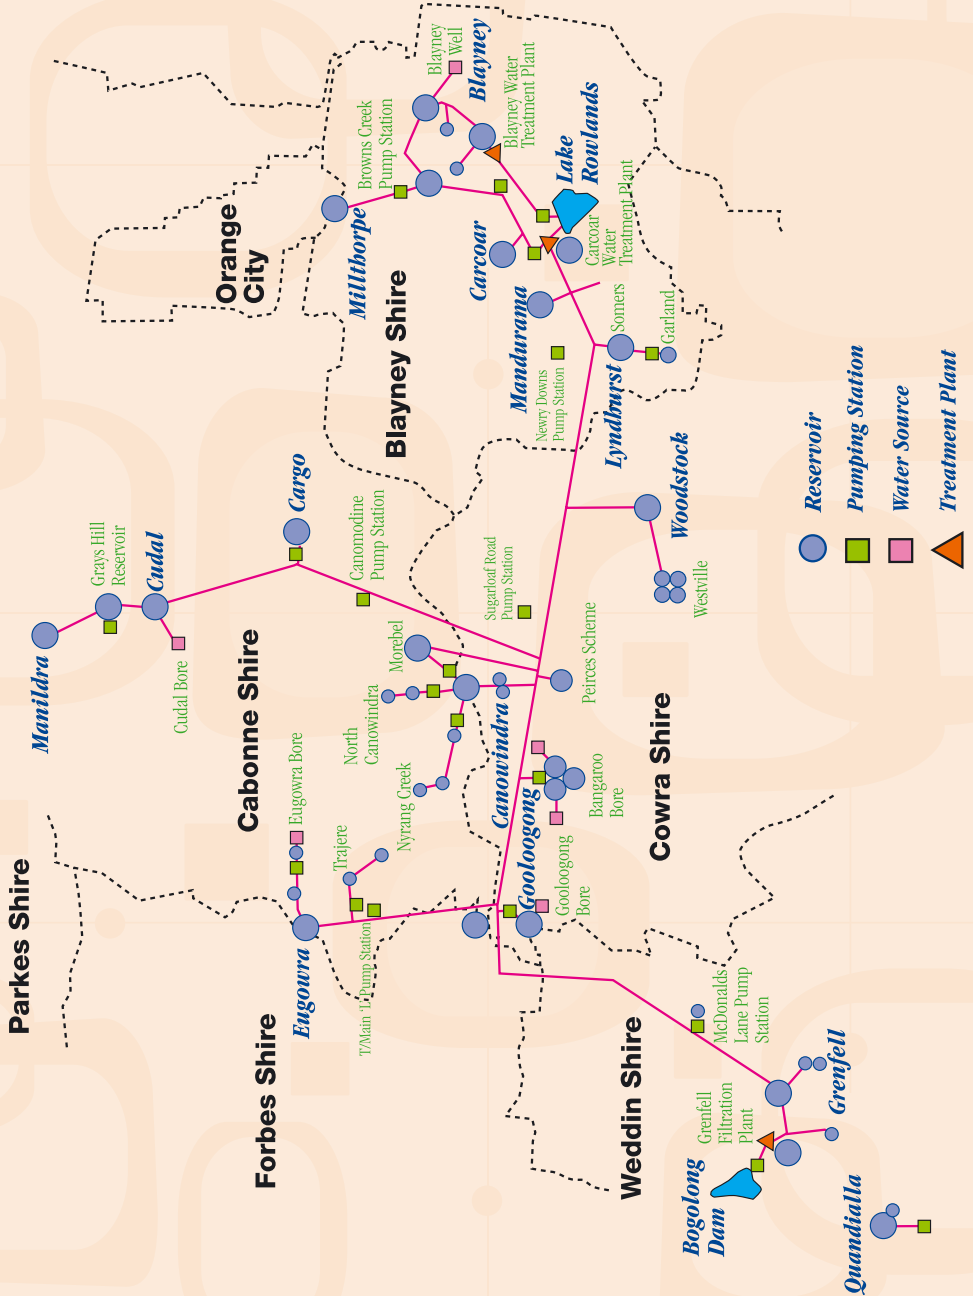 Parkes Shire
Forbes Shire
Cabonne Shire
Orange
City
Blayney Shire
Cowra Shire
Weddin Shire
Manildra
Grays Hill
Reservoir
Cudal
Cudal Bore
Cargo
Canomodine
Pump Station
Millthorpe
Browns Creek
Pump Station
Blayney
Well
Blayney
Blayney Water
Treatment Plant
Lake
Rowlands
Carcoar
Carcoar
Water
Treatment Plant
Mandurama
Newry Downs
Pump Station
Somers
Garland
Lyndhurst
Woodstock
Westville
Sugarloaf Road
Pump Station
Morebel
North
Canowindra
Canowindra
Peirces Scheme
Nyrang Creek
Trajere
Eugowra Bore
Eugowra
T/Main 'L' Pump Station
Gooloogong
Gooloogong
Bore
Bangaroo
Bore
McDonalds
Lane Pump
Station
Grenfell
Grenfell
Filtration
Plant
Bogolong
Dam
Quandialla
Reservoir
Pumping Station
Water Source
Treatment Plant